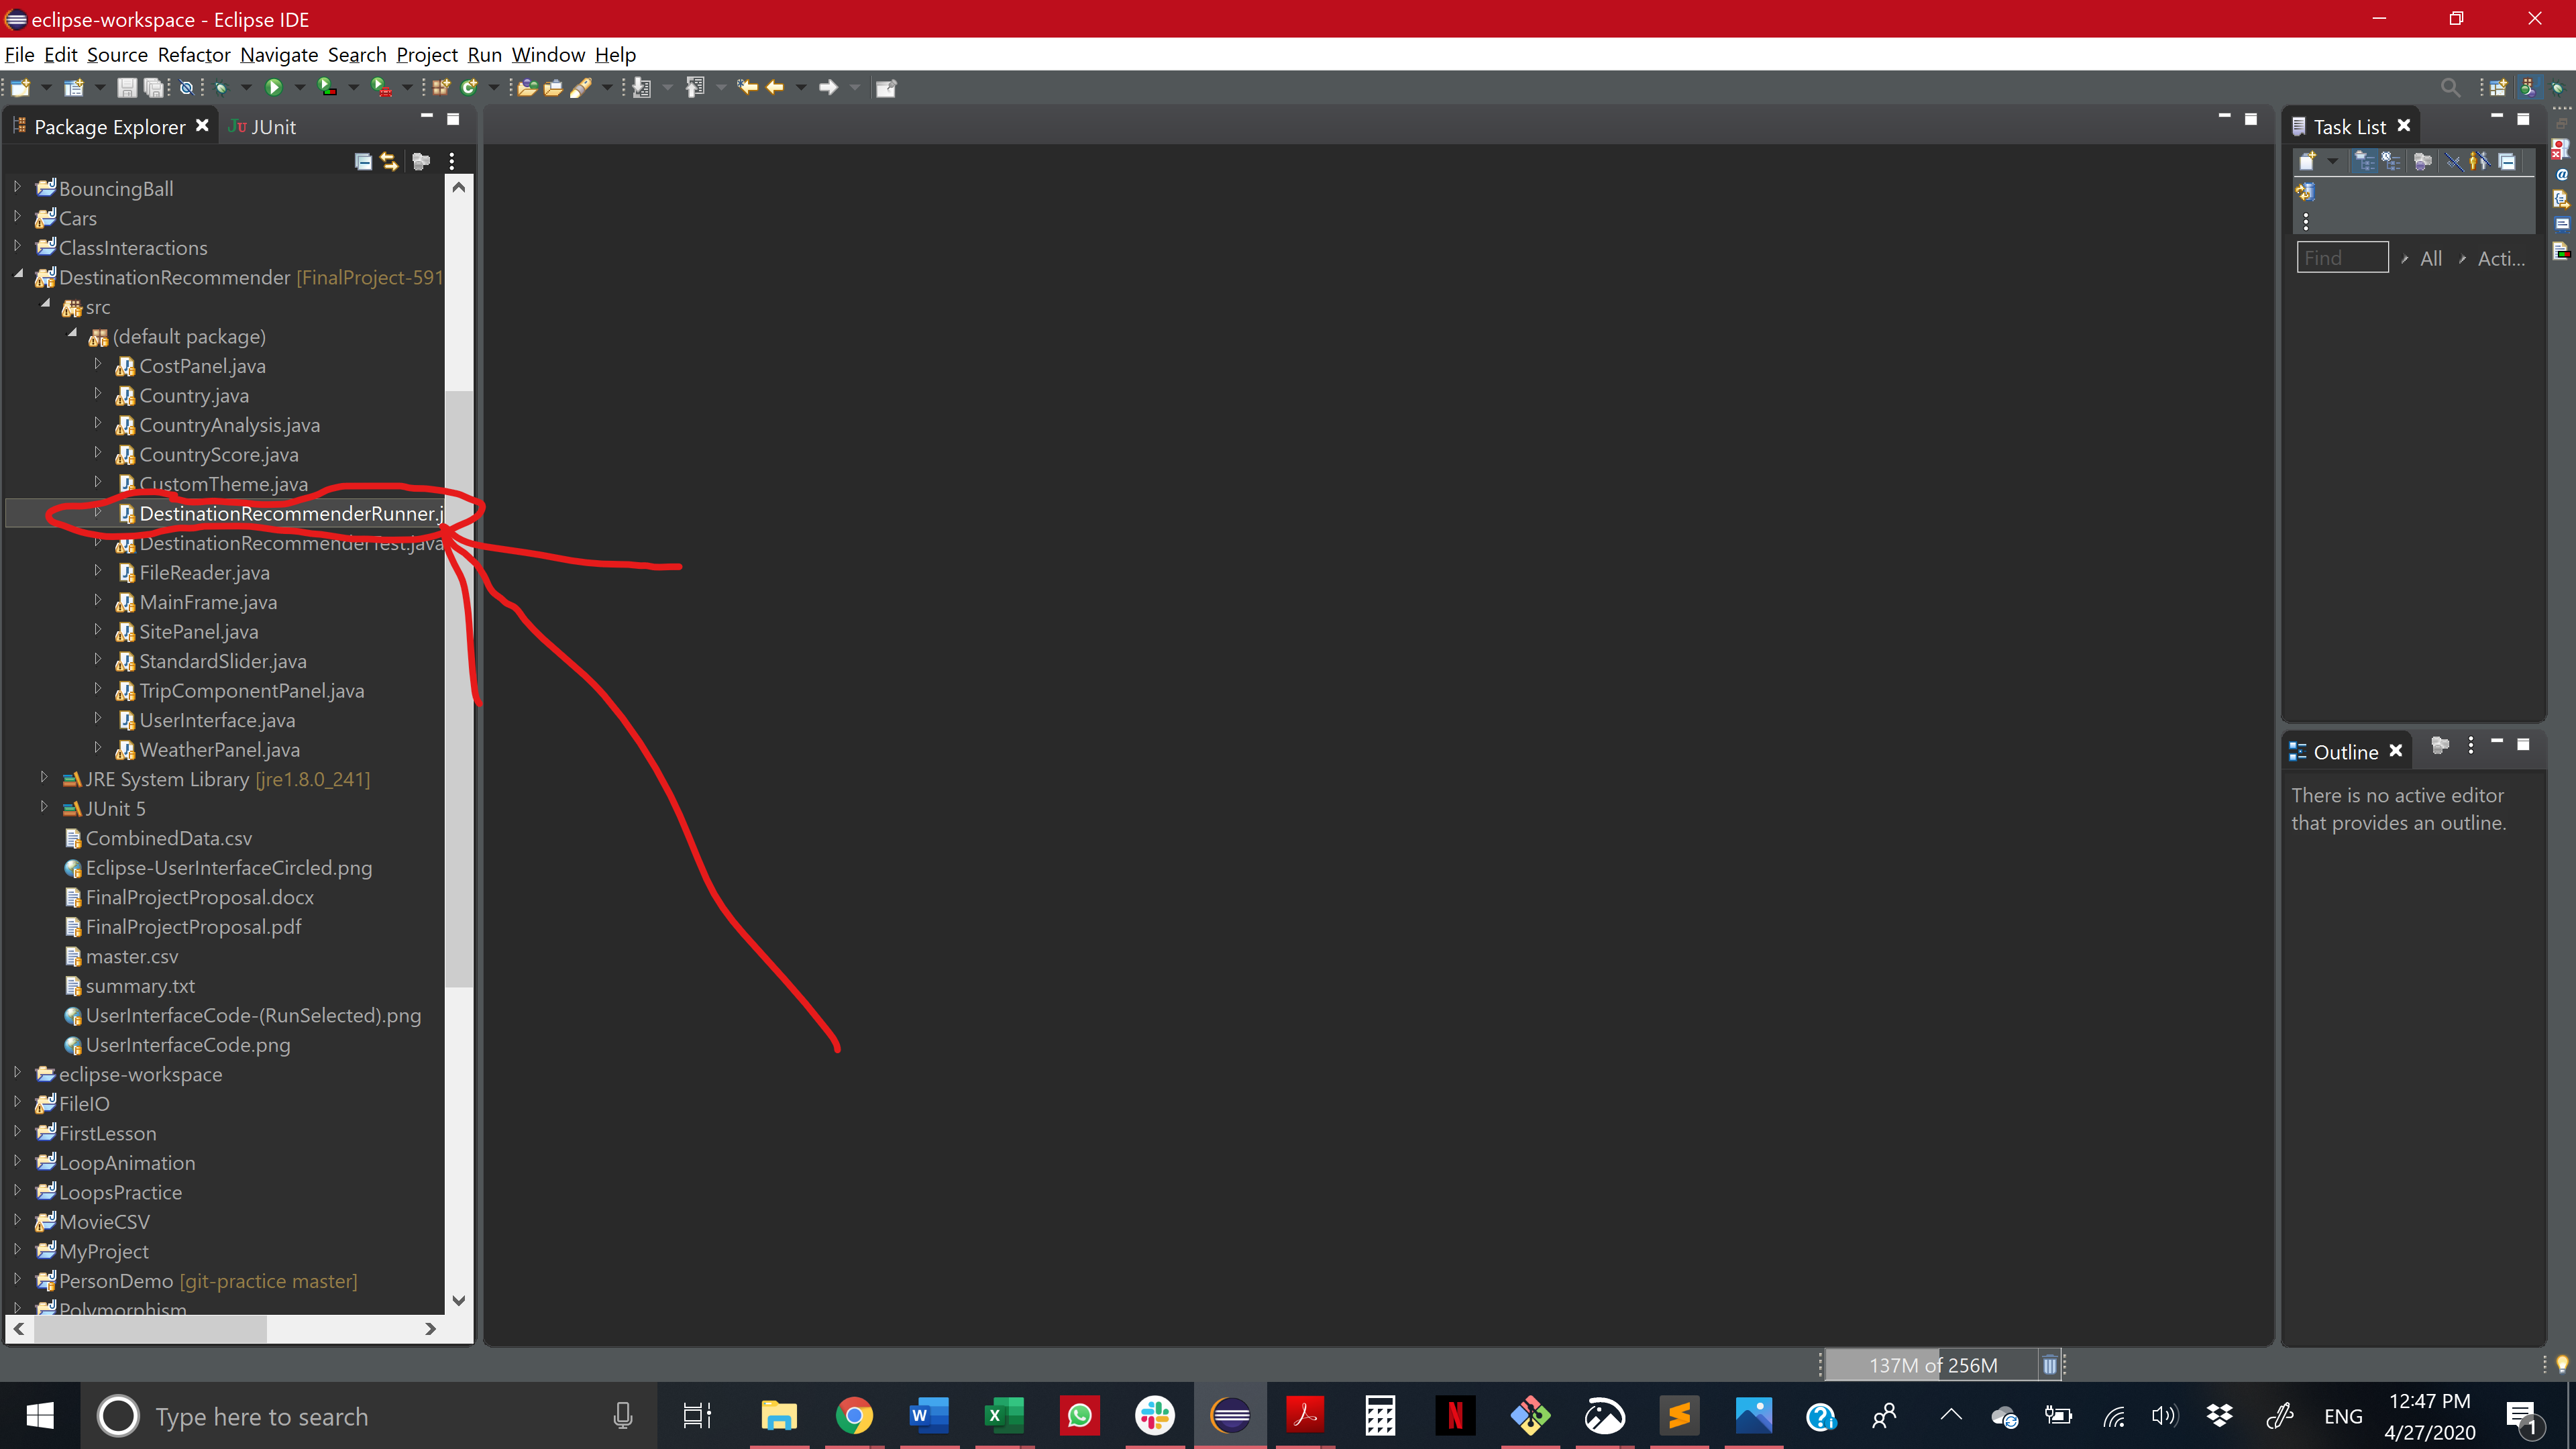 eclipse-workspace - Eclipse IDE
File Edit Source Refactor Navigate Search Project Run Window Help
Package Explorer
JUnit
BouncingBall
Cars
ClassInteractions
DestinationRecommender [FinalProject-591
src
(default package)
CostPanel.java
Country.java
CountryAnalysis.java
CountryScore.java
CustomTheme.java
DestinationRecommenderRunner.j
DestinationRecommenderTest.java
FileReader.java
MainFrame.java
SitePanel.java
StandardSlider.java
TripComponentPanel.java
UserInterface.java
WeatherPanel.java
JRE System Library [jre1.8.0_241]
JUnit 5
CombinedData.csv
Eclipse-UserInterfaceCircled.png
FinalProjectProposal.docx
FinalProjectProposal.pdf
master.csv
summary.txt
UserInterfaceCode-(RunSelected).png
UserInterfaceCode.png
eclipse-workspace
FileIO
FirstLesson
LoopAnimation
LoopsPractice
MovieCSV
MyProject
PersonDemo [git-practice master]
Polymorphism
Task List
Find
All
Acti...
Outline
There is no active editor
that provides an outline.
137M of 256M
Type here to search
ENG
12:47 PM
4/27/2020
1